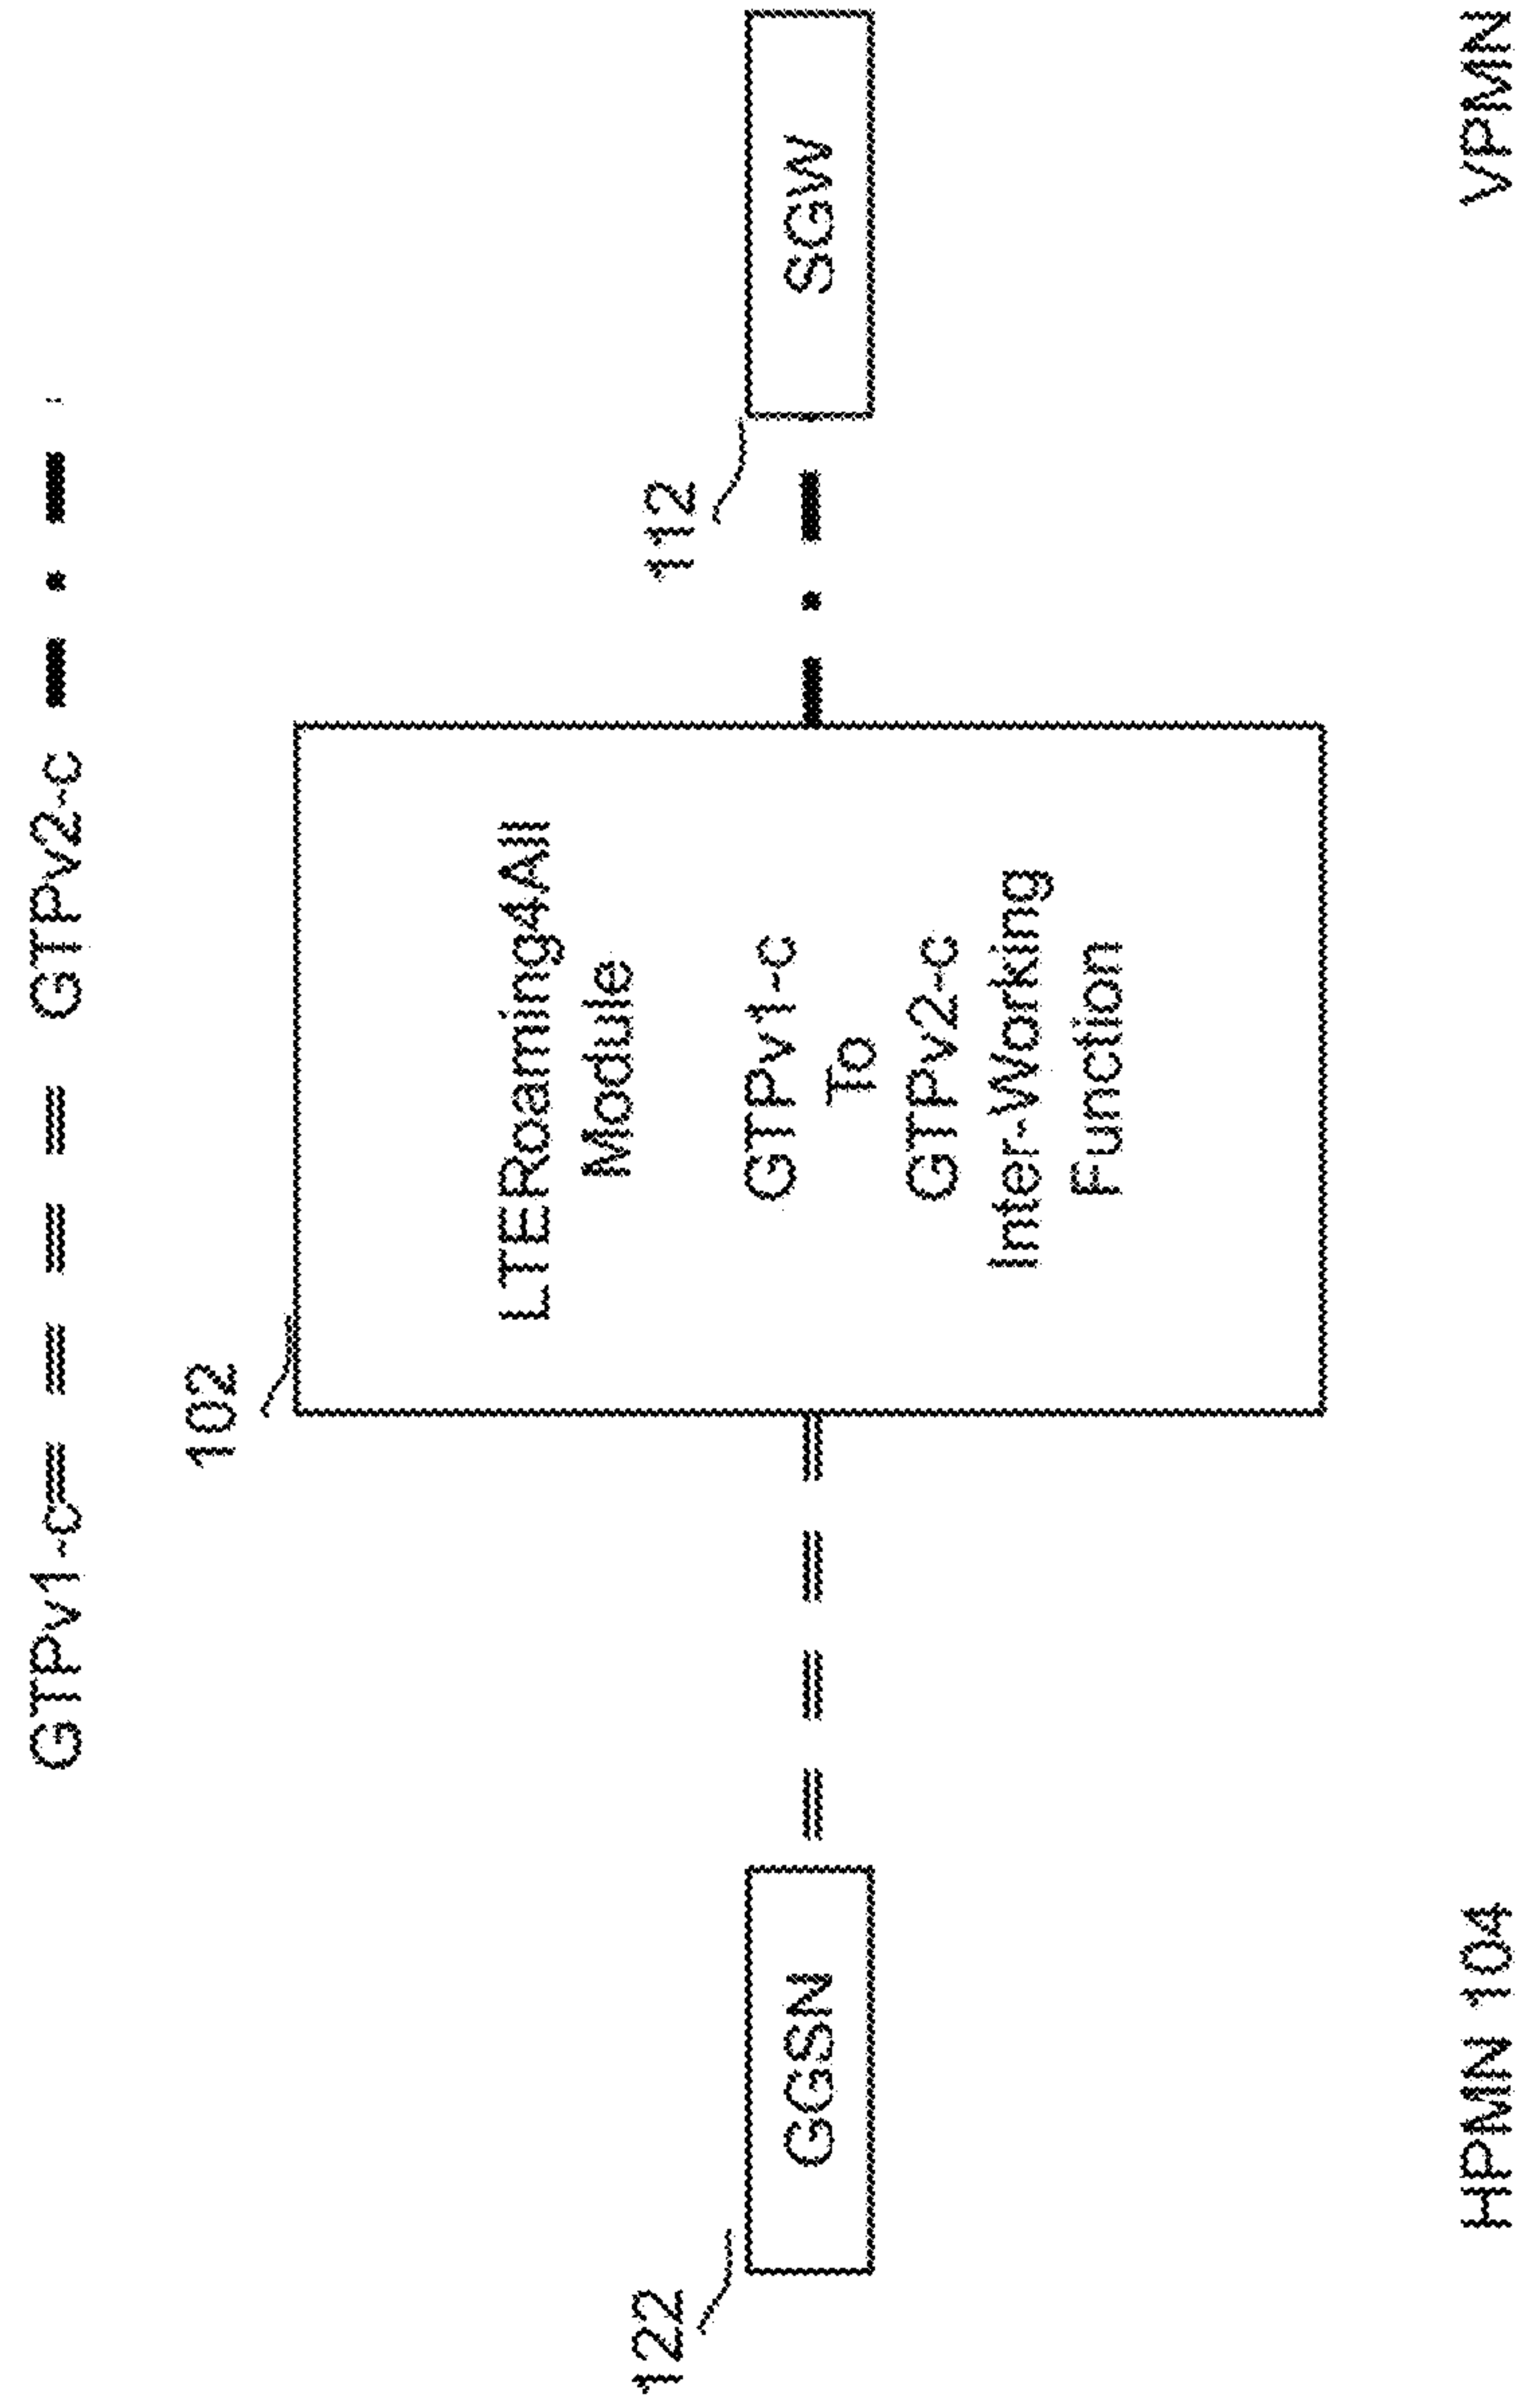 GTPv1-c
GTPv2-c
102
LTERoaming4All
Module
GTPv1-c
To
GTPv2-c
Inter-Working
Function
122
GGSN
112
SGW
HPMN 104
VPMN